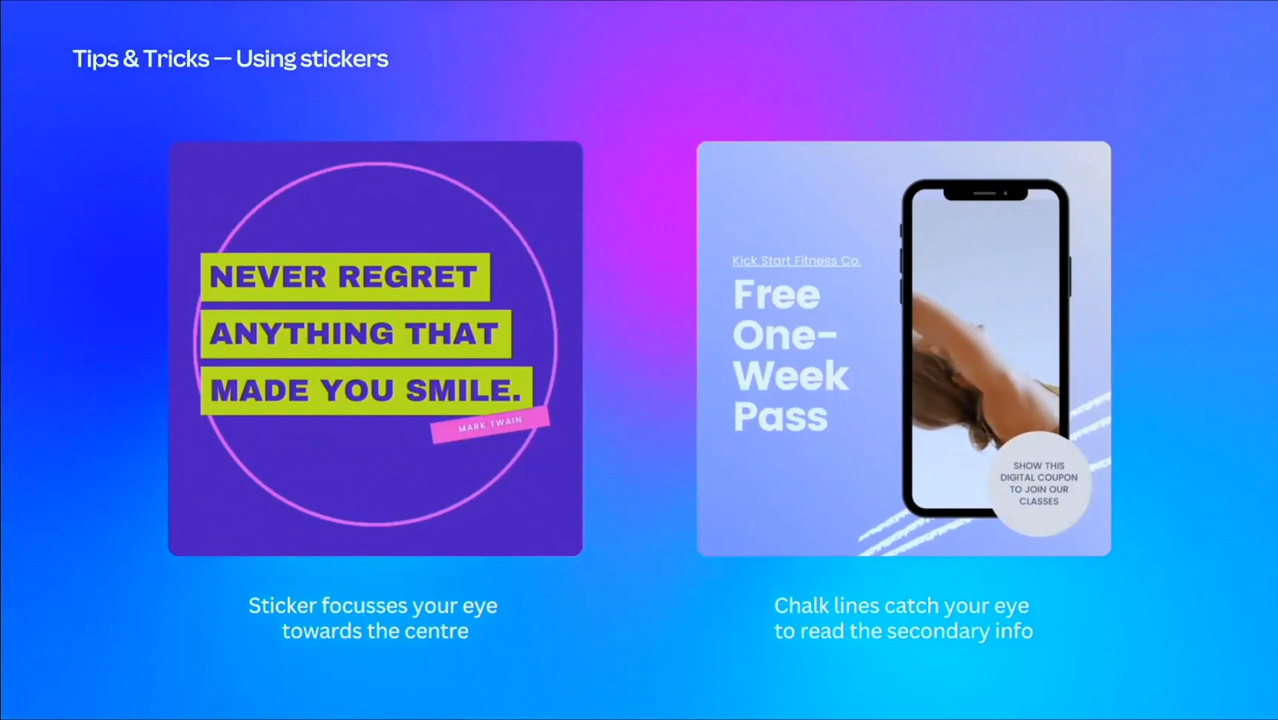 Tips & Tricks — Using stickers
NEVER REGRET
ANYTHING THAT
MADE YOU SMILE.
MARK TWAIN
Sticker focusses your eye
towards the centre
Kick Start Fitness Co.
Free
One-
Week
Pass
SHOW THIS
DIGITAL COUPON
TO JOIN OUR
CLASSES
Chalk lines catch your eye
to read the secondary info